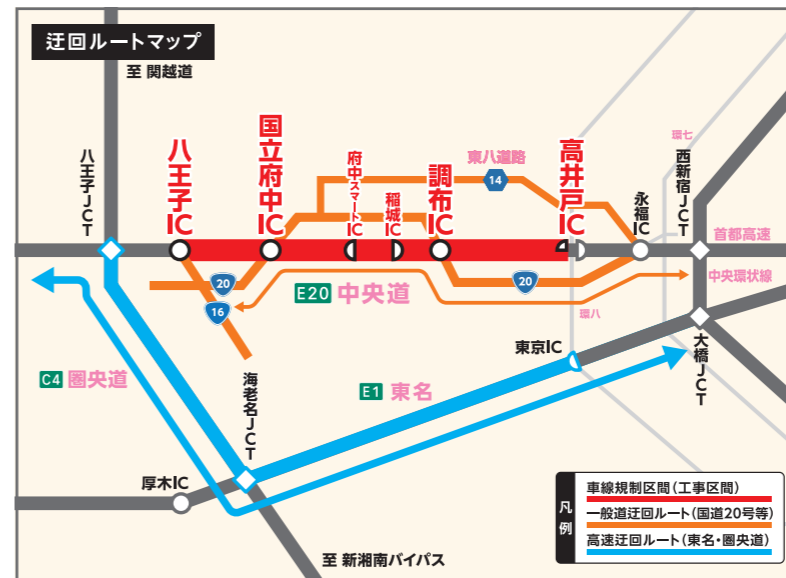 迂回ルートマップ
至 関越道
八王子JCT
八王子IC
国立府中IC
府中スマートIC
稲城IC
調布IC
東八道路
14
高井戸IC
永福IC
環七
西新宿JCT
首都高速
中央環状線
20
16
E20 中央道
20
環八
東京IC
大橋JCT
C4 圏央道
海老名JCT
E1 東名
厚木IC
至 新湘南バイパス
凡例
車線規制区間(工事区間)
一般道迂回ルート(国道20号等)
高速迂回ルート(東名・圏央道)